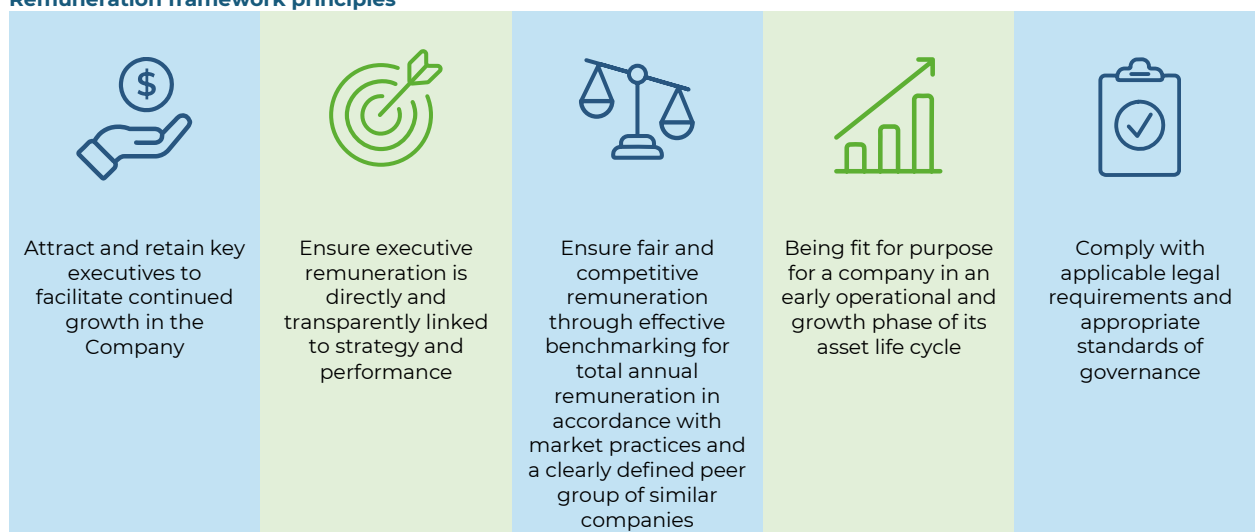 Remuneration framework principles
$
Attract and retain key
executives to
facilitate continued
growth in the
Company
Ensure executive
remuneration is
directly and
transparently linked
to strategy and
performance
Ensure fair and
competitive
remuneration
through effective
benchmarking for
total annual
remuneration in
accordance with
market practices and
a clearly defined peer
group of similar
companies
Being fit for purpose
for a company in an
early operational and
growth phase of its
asset life cycle
Comply with
applicable legal
requirements and
appropriate
standards of
governance